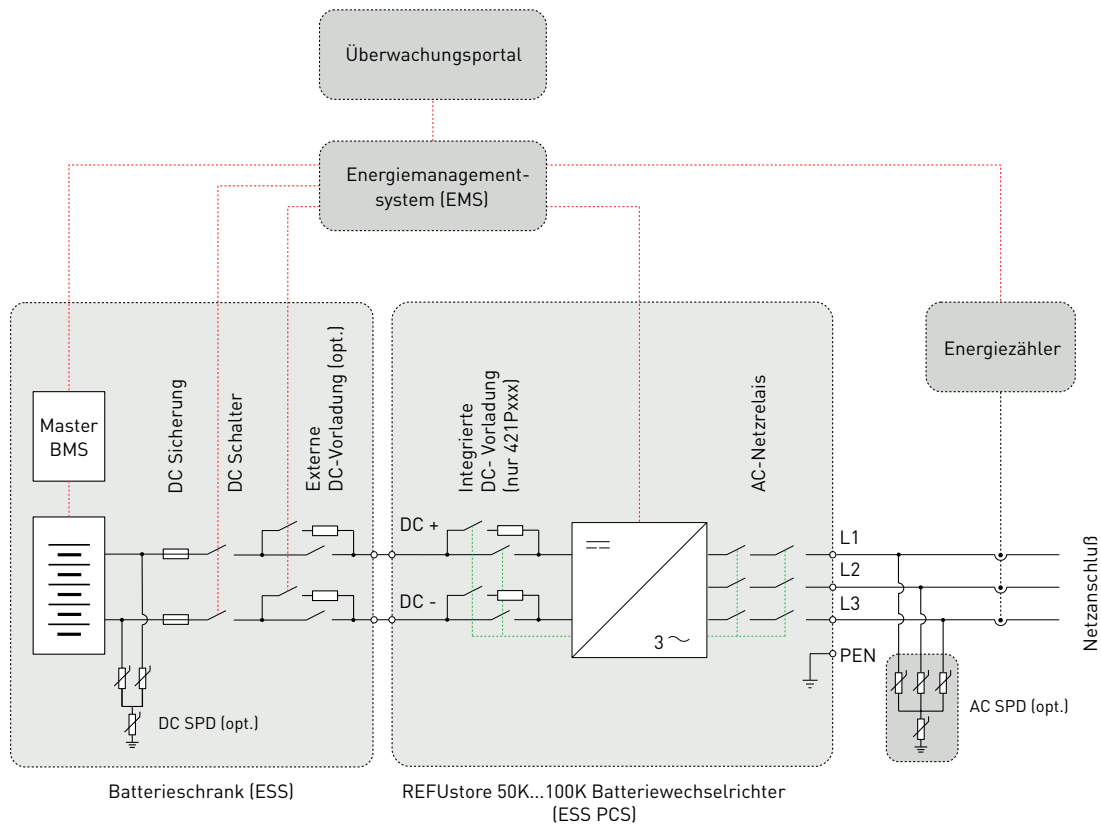 Überwachungsportal
Energiemanagement-
system (EMS)
Energiezähler
Master
BMS
DC Sicherung
DC Schalter
Externe
DC-Vorladung (opt.)
Integrierte
DC- Vorladung
(nur 421Pxxx)
AC-Netzrelais
DC +
DC -
3
L1
L2
L3
PEN
Netzanschluß
DC SPD (opt.)
AC SPD (opt.)
Batterieschrank (ESS)
REFUstore 50K...100K Batteriewechselrichter
(ESS PCS)